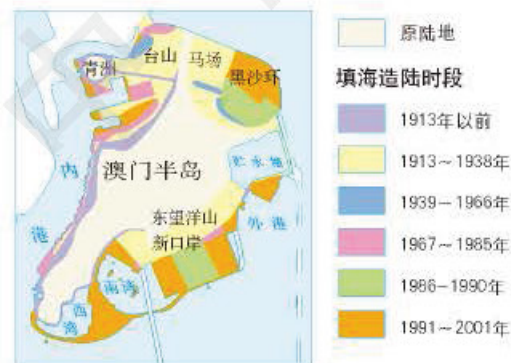 台山
马场
青洲
黑沙环
内
港
澳门半岛
贮水塘
东望洋山
外港
新口岸
南湾
西
湾
原陆地
填海造陆时段
1913年以前
1913～1938年
1939～1966年
1967～1985年
1986－1990年
1991～2001年